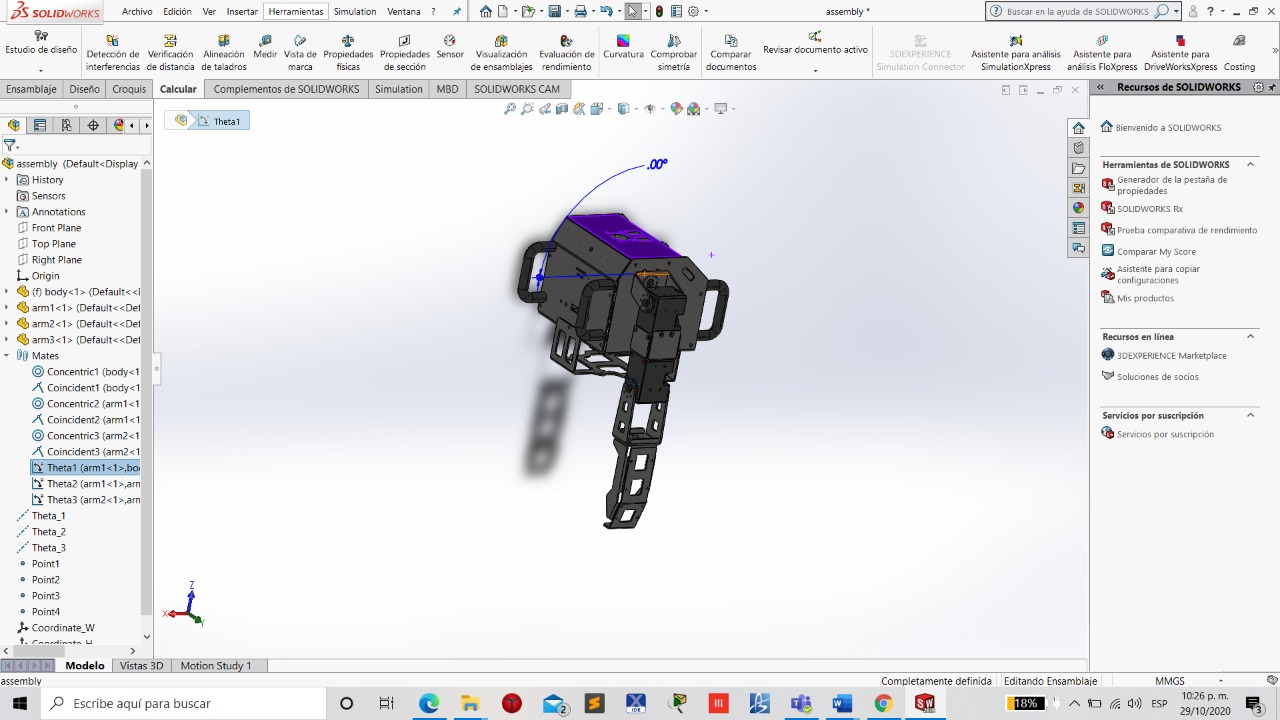 SOLIDWORKS
Archivo Edición Ver Insertar Herramientas Simulation Ventana ?
assembly *
Buscar en la ayuda de SOLIDWORKS
Estudio de diseño
Detección de interferencias
Verificación de distancia
Alineación de taladro
Medir
Vista de marca
Propiedades físicas
Propiedades de sección
Sensor
Visualización de ensamblajes
Evaluación de rendimiento
Curvatura
Comprobar simetría
Comparar documentos
Revisar documento activo
3DEXPERIENCE Simulation Connector
Asistente para análisis SimulationXpress
Asistente para análisis FloXpress
Asistente para DriveWorksXpress
Costing
Ensamblaje Diseño Croquis Calcular Complementos de SOLIDWORKS Simulation MBD SOLIDWORKS CAM
Theta1
.00°
assembly (Default<Display
History
Sensors
Annotations
Front Plane
Top Plane
Right Plane
Origin
(f) body<1> (Default<<
arm1<1> (Default<<Def
arm2<1> (Default<<Def
arm3<1> (Default<<Def
Mates
Concentric1 (body<1
Coincident1 (body<1
Concentric2 (arm1<1
Coincident2 (arm1<1
Concentric3 (arm2<1
Coincident3 (arm2<1
Theta1 (arm1<1>,bo
Theta2 (arm2<1>,arm
Theta3 (arm2<1>,arm
Theta_1
Theta_2
Theta_3
Point1
Point2
Point3
Point4
Coordinate_W
Z
X
Y
Recursos de SOLIDWORKS
Bienvenido a SOLIDWORKS
Herramientas de SOLIDWORKS
Generador de la pestaña de
propiedades
SOLIDWORKS Rx
Prueba comparativa de rendimiento
Comparar My Score
Asistente para copiar
configuraciones
Mis productos
Recursos en línea
3DEXPERIENCE Marketplace
Soluciones de socios
Servicios por suscripción
Servicios por suscripción
Modelo Vistas 3D Motion Study 1
assembly
Completamente definida Editando Ensamblaje MMGS
Escribe aquí para buscar
18%
ESP
10:26 p. m.
29/10/2020